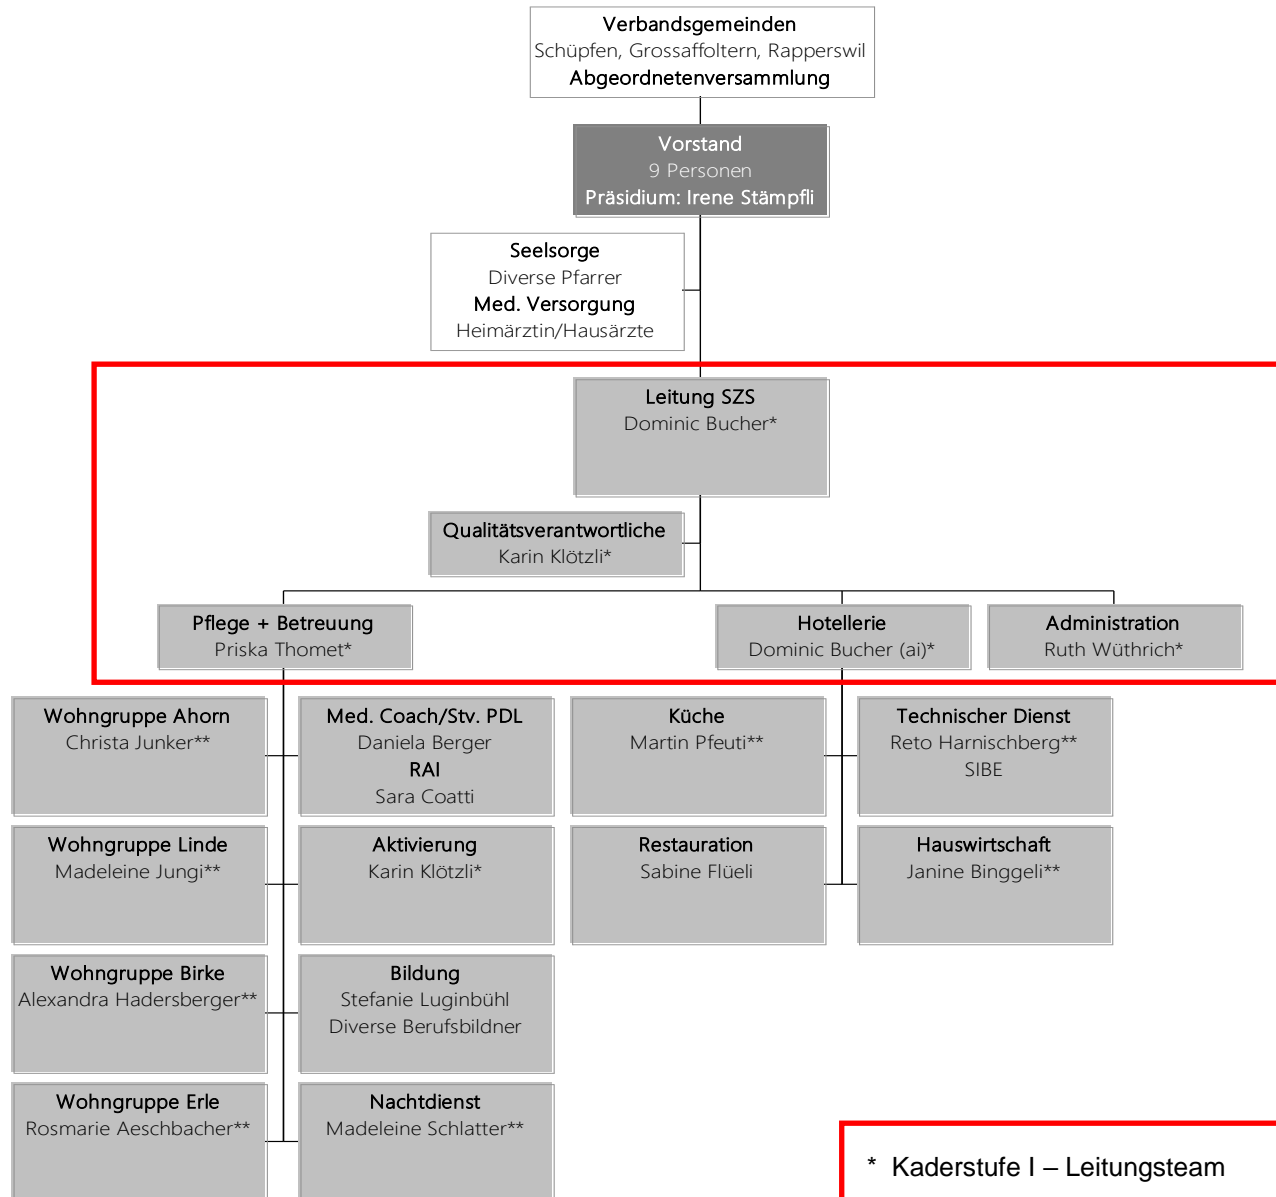 Verbandsgemeinden
Schüpfen, Grossaffoltern, Rapperswil
Abgeordnetenversammlung
Vorstand
9 Personen
Präsidium: Irene Stämpfli
Seelsorge
Diverse Pfarrer
Med. Versorgung
Heimärztin/Hausärzte
Leitung SZS
Dominic Bucher*
Qualitätsverantwortliche
Karin Klötzli*
Pflege + Betreuung
Priska Thomet*
Hotellerie
Dominic Bucher (ai)*
Administration
Ruth Wüthrich*
Wohngruppe Ahorn
Christa Junker**
Med. Coach/Stv. PDL
Daniela Berger
RAI
Sara Coatti
Küche
Martin Pfeuti**
Technischer Dienst
Reto Harnischberg**
SIBE
Wohngruppe Linde
Madeleine Jungi**
Aktivierung
Karin Klötzli*
Restauration
Sabine Flüeli
Hauswirtschaft
Janine Binggeli**
Wohngruppe Birke
Alexandra Hadersberger**
Bildung
Stefanie Luginbühl
Diverse Berufsbildner
Wohngruppe Erle
Rosmarie Aeschbacher**
Nachtdienst
Madeleine Schlatter**
* Kaderstufe I – Leitungsteam